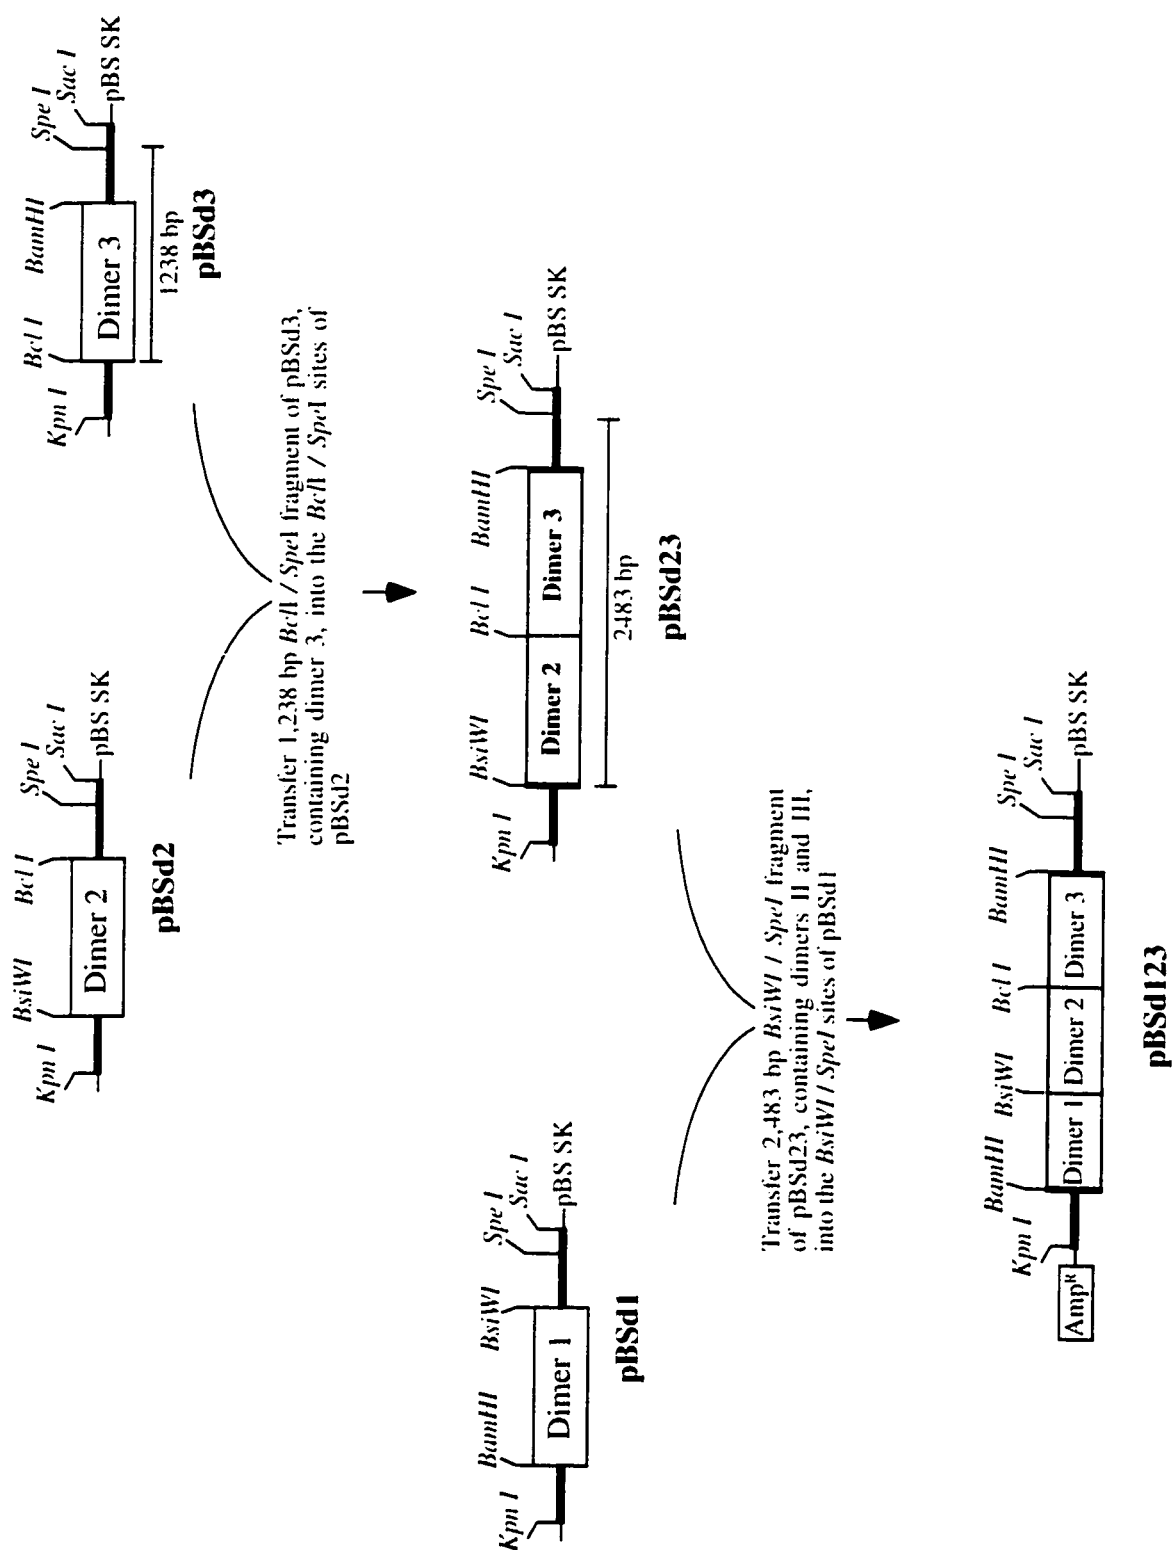 Kpn I
BsiWI
Bcl I
Spe I
Sac I
Dimer 2
pBS SK
pBSd2
Kpn I
Bcl I
BamHI
Spe I
Sac I
Dimer 3
pBS SK
1238 bp
pBSd3
Transfer 1,238 bp BclI / SpeI fragment of pBSd3,
containing dimer 3, into the BclI / SpeI sites of
pBSd2
Kpn I
BamHI
BsiWI
Spe I
Sac I
Dimer 1
pBS SK
pBSd1
Kpn I
BsiWI
Bcl I
BamHI
Spe I
Sac I
Dimer 2
Dimer 3
pBS SK
2483 bp
pBSd23
Transfer 2,483 bp BsiWI / SpeI fragment
of pBSd23, containing dimers II and III,
into the BsiWI / SpeI sites of pBSd1
Kpn I
BamHI
BsiWI
Bcl I
BamHI
Spe I
Sac I
Amp^R
Dimer 1
Dimer 2
Dimer 3
pBS SK
pBSd123